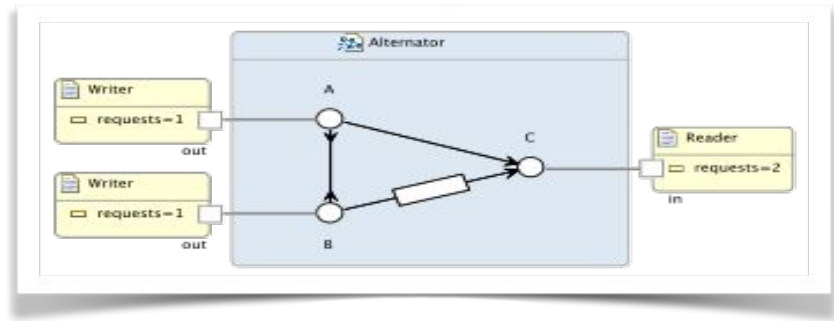 Alternator
Writer
requests=1
out
A
C
Reader
requests=2
in
Writer
requests=1
out
B